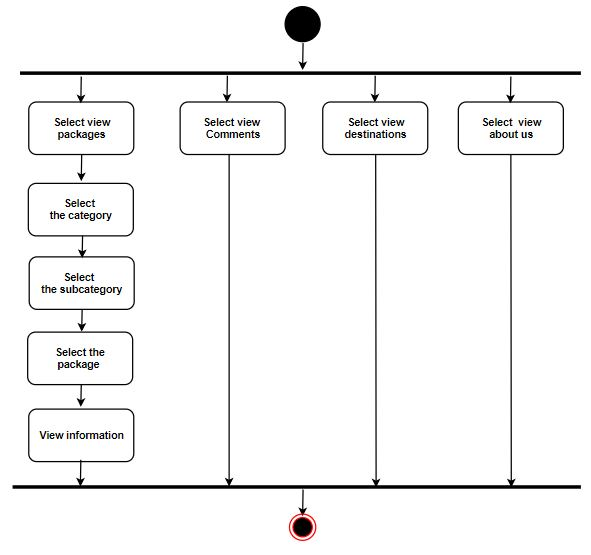 Select view
packages
Select view
Comments
Select view
destinations
Select view
about us
Select
the category
Select
the subcategory
Select the
package
View information